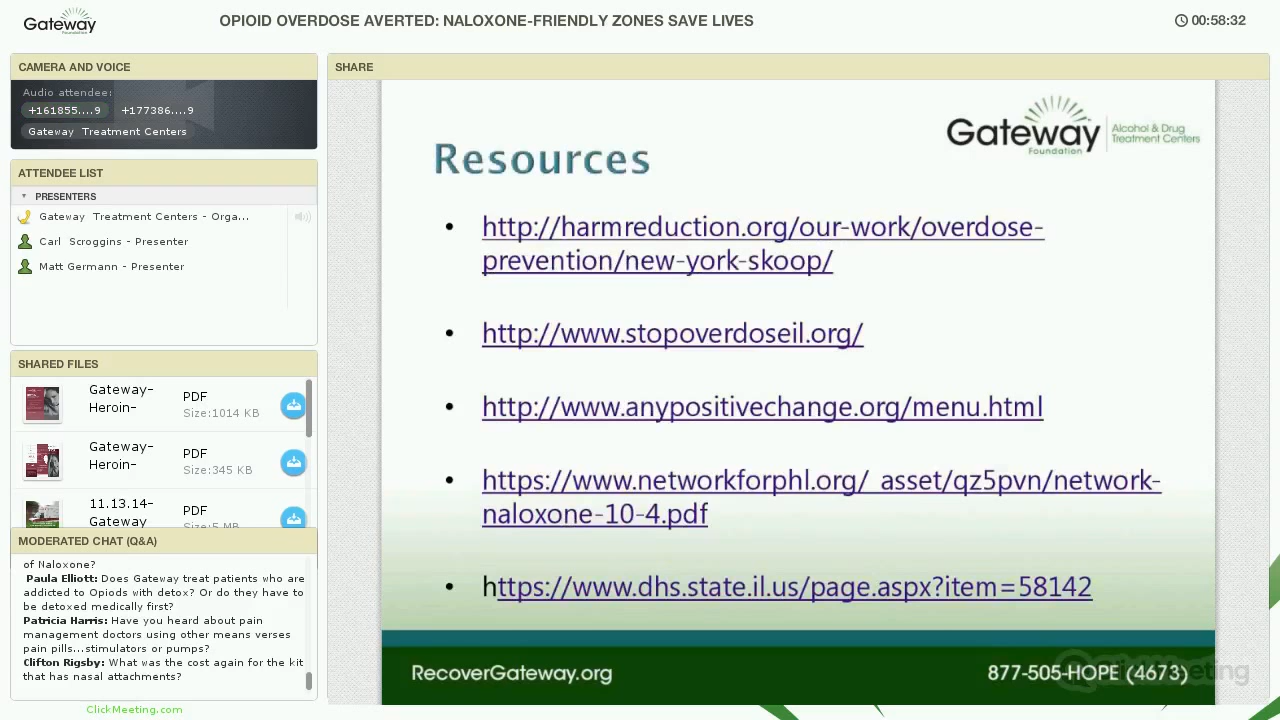 Gateway
Foundation
OPIOID OVERDOSE AVERTED: NALOXONE-FRIENDLY ZONES SAVE LIVES
00:58:32
CAMERA AND VOICE
Audio attendee:
+161855....9 +177386....9
Gateway Treatment Centers
ATTENDEE LIST
PRESENTERS
Gateway Treatment Centers - Orga...
Carl Scroggins - Presenter
Matt Germann - Presenter
SHARED FILES
Gateway-
Heroin-
PDF
Size:1014 KB
Gateway-
Heroin-
PDF
Size:345 KB
11.13.14-
Gateway
PDF
Size:5 MB
MODERATED CHAT (Q&A)
of Naloxone?
Paula Elliott: Does Gateway treat patients who are
addicted to Opiods with detox? Or do they have to
be detoxed medically first?
Patricia Harris: Have you heard about pain
management doctors using other means verses
pain pills, stimulators or pumps?
Clifton Rigsby: What was the cost again for the kit
that has nasal attachments?
ClickMeeting.com
SHARE
Gateway
Foundation
Alcohol & Drug
Treatment Centers
Resources
• http://harmreduction.org/our-work/overdose-
prevention/new-york-skoop/
• http://www.stopoverdoseil.org/
• http://www.anypositivechange.org/menu.html
• https://www.networkforphl.org/_asset/qz5pvn/network-
naloxone-10-4.pdf
• https://www.dhs.state.il.us/page.aspx?item=58142
RecoverGateway.org
877-505-HOPE (4673)